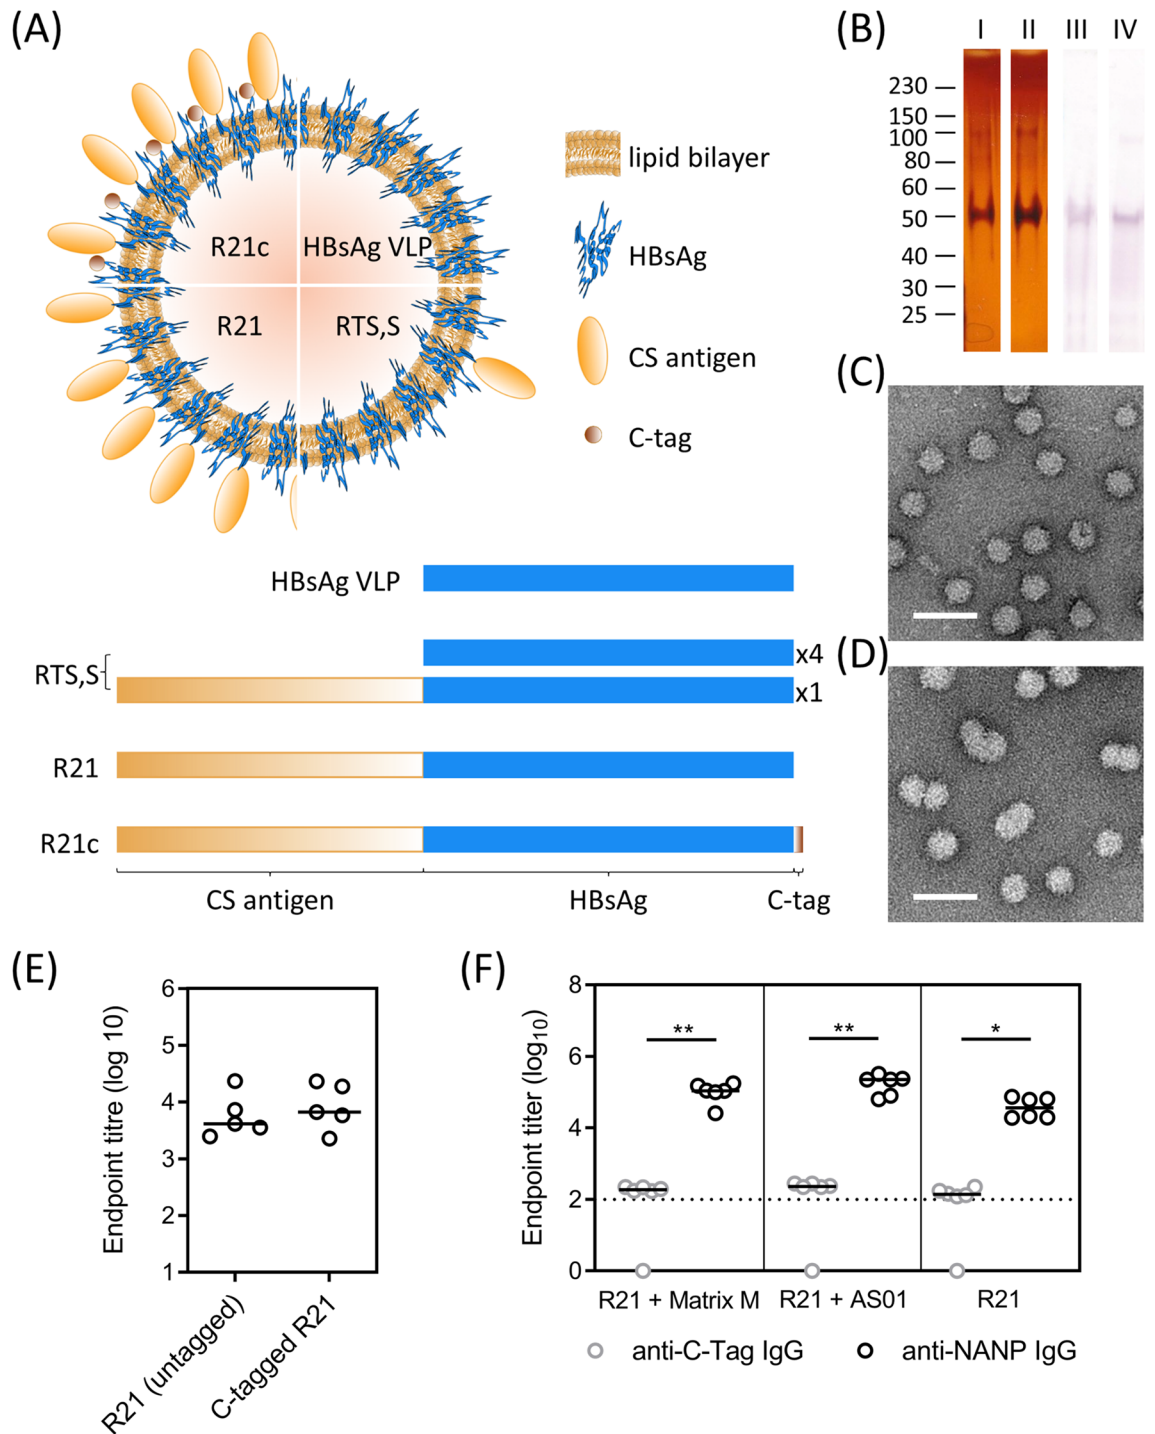 (A)
R21c
HBsAg VLP
R21
RTS,S
lipid bilayer
HBsAg
CS antigen
C-tag
HBsAg VLP
RTS,S
x4
x1
R21
R21c
CS antigen
HBsAg
C-tag
(B)
I II III IV
230
150
100
80
60
50
40
30
25
(C)
(D)
(E)
Endpoint titre (log 10)
6
5
4
3
2
1
R21 (untagged)
C-tagged R21
(F)
Endpoint titer (log10)
8
6
4
2
0
** ** *
R21 + Matrix M R21 + AS01 R21
anti-C-Tag IgG anti-NANP IgG